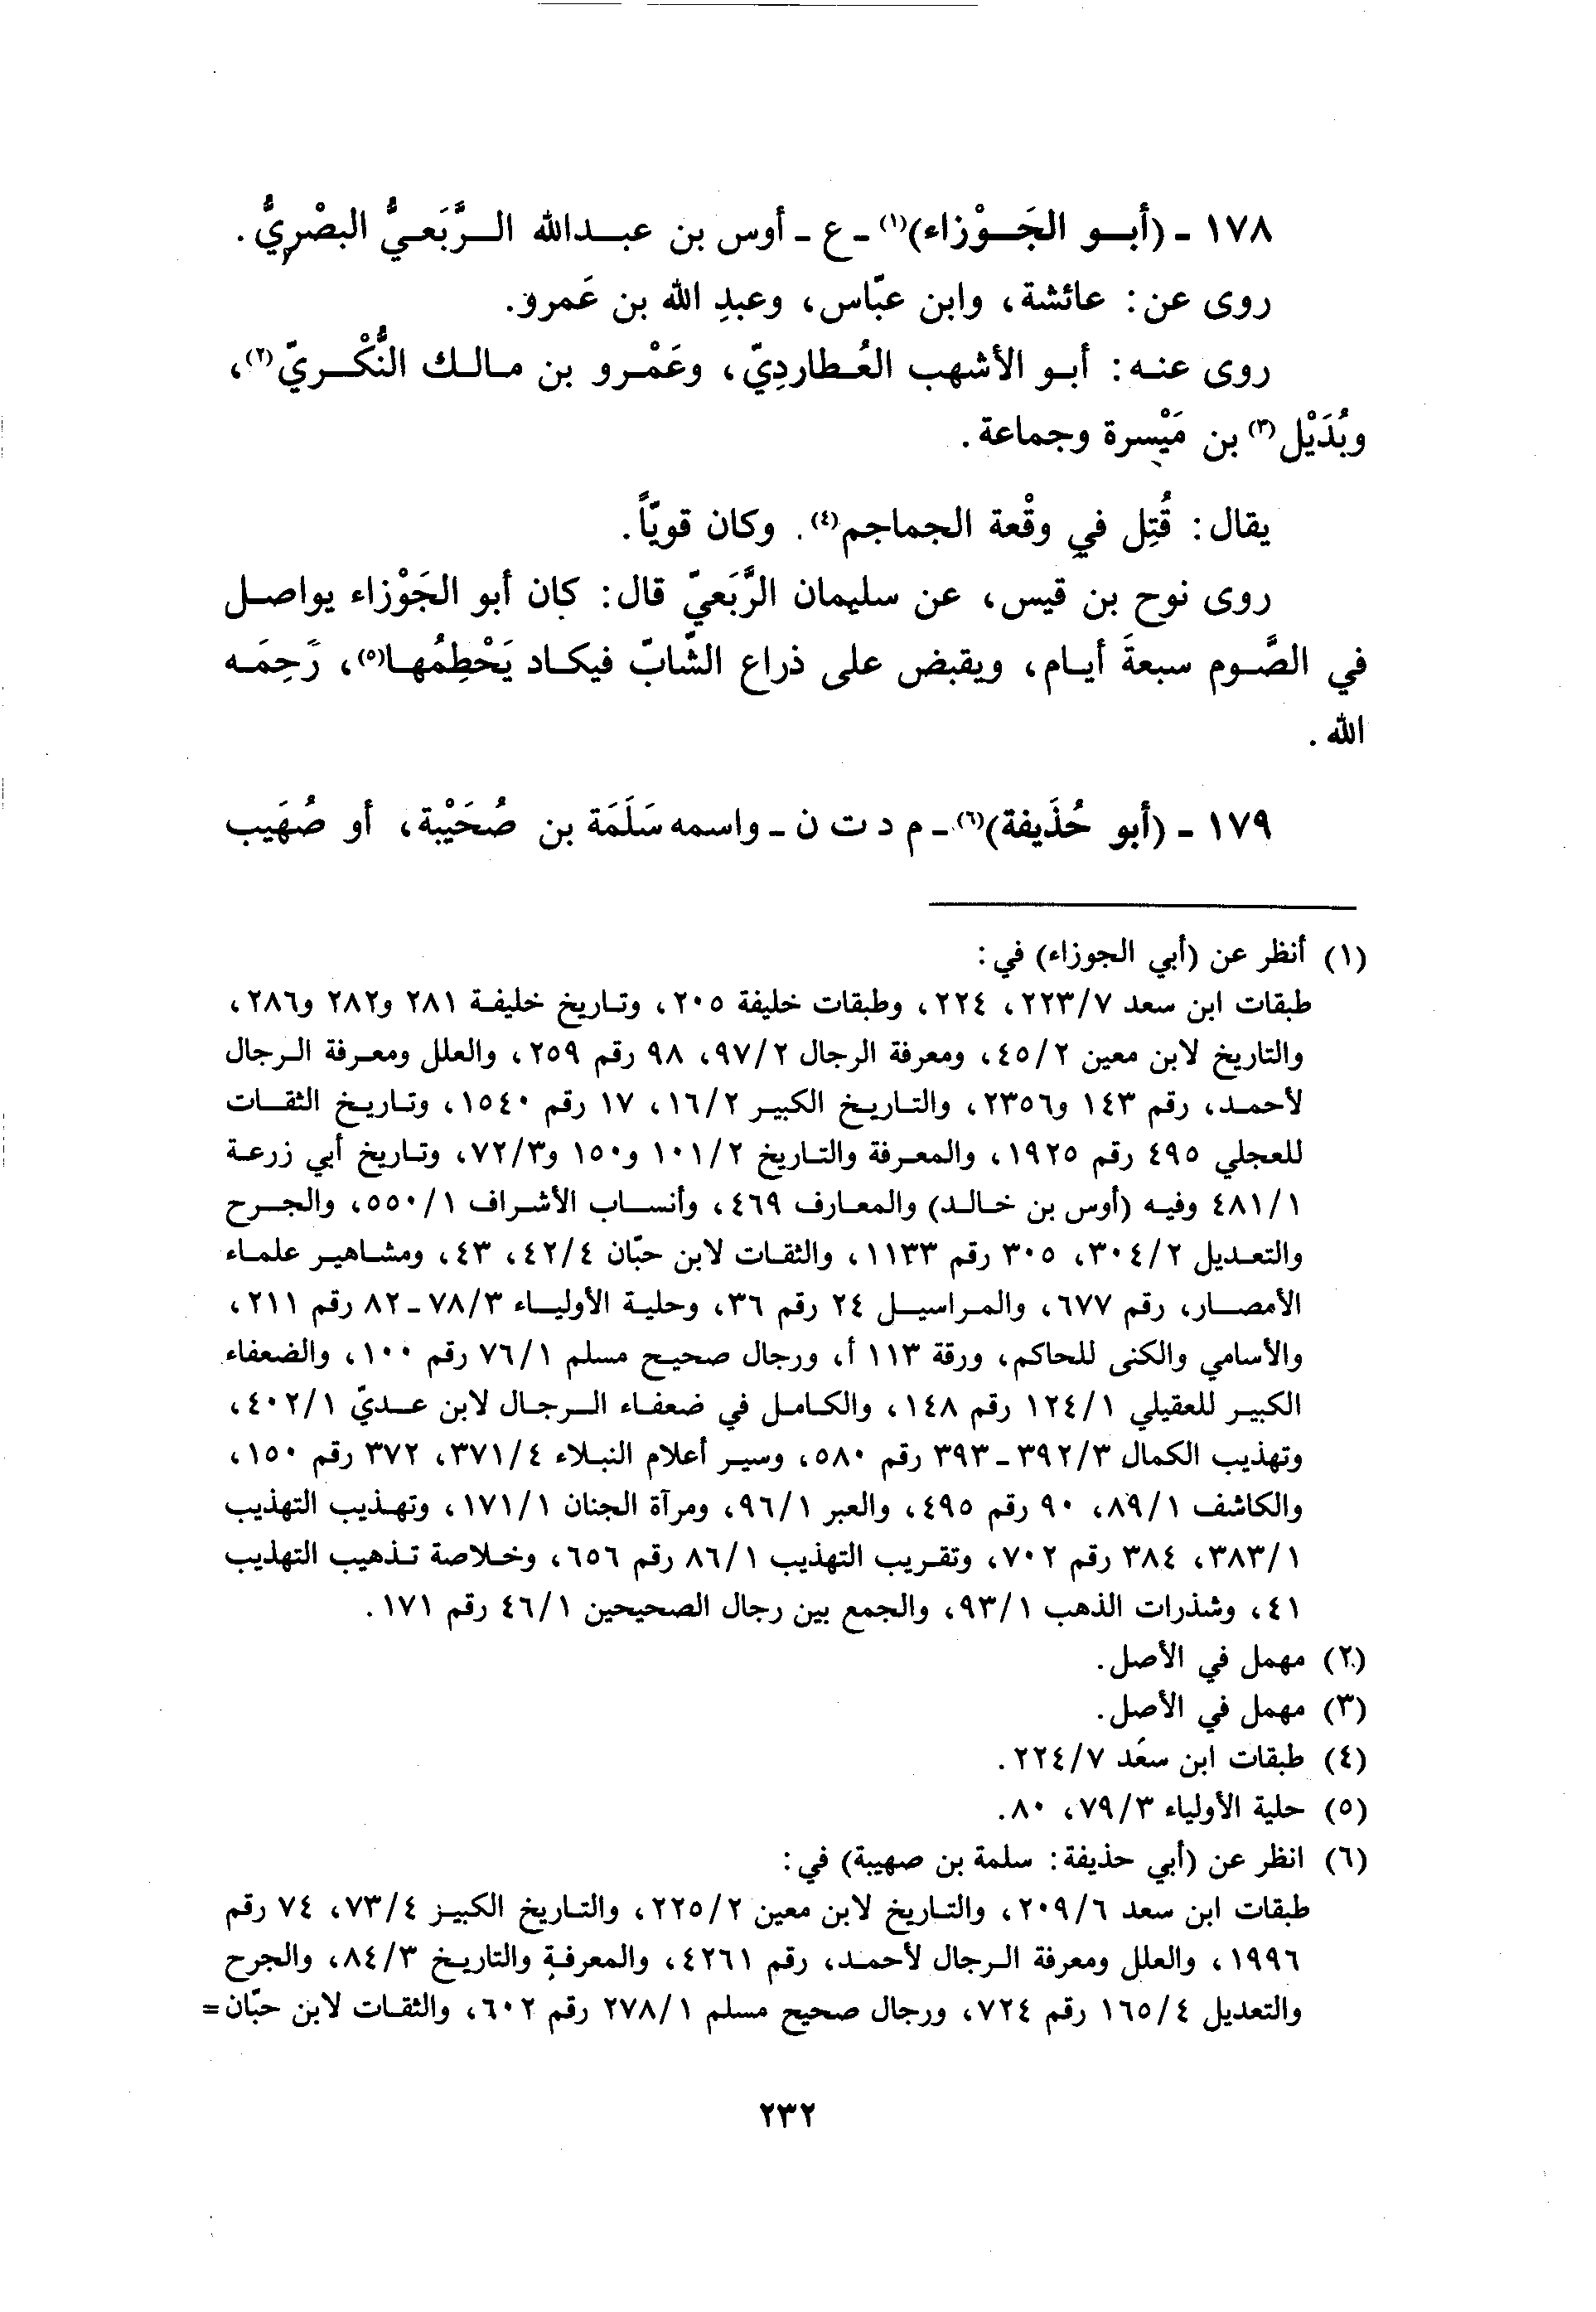 ١٧٨ - (أبو الجَوْزاء)(١) - ع - أوس بن عبدالله الرَّبَعيُّ البصْريُّ.
روى عن: عائشة، وابن عبّاس، وعبدِ الله بن عَمرو.
روى عنه: أبو الأشهب العُطارِديّ، وعَمْرو بن مالك النُّكْريّ(٢)،
وبُدَيْل(٣) بن مَيْسرة وجماعة.
يقال: قُتِل في وقْعة الجماجم(٤). وكان قويّاً.
روى نوح بن قيس، عن سليمان الرَّبَعيّ قال: كان أبو الجَوْزاء يواصل
في الصَّوم سبعةَ أيام، ويقبض على ذراع الشّابّ فيكاد يَحْطِمُها(٥)، رَحِمَه
الله.
١٧٩ - (أبو حُذَيفة)(٦) - م د ت ن - واسمه سَلَمَة بن صُحَيْبة، أو صُهَيب
(١) أنظر عن (أبي الجوزاء) في:
طبقات ابن سعد ٢٢٣/٧، ٢٢٤، وطبقات خليفة ٢٠٥، وتاريخ خليفة ٢٨١ و٢٨٢ و٢٨٦،
والتاريخ لابن معين ٤٥/٢، ومعرفة الرجال ٩٧/٢، ٩٨ رقم ٢٥٩، والعلل ومعرفة الرجال
لأحمد، رقم ١٤٣ و٢٣٥٦، والتاريخ الكبير ١٦/٢، ١٧ رقم ١٥٤٠، وتاريخ الثقات
للعجلي ٤٩٥ رقم ١٩٢٥، والمعرفة والتاريخ ١٠١/٢ و١٥٠ و٧٢/٣، وتاريخ أبي زرعة
٤٨١/١ وفيه (أوس بن خالد) والمعارف ٤٦٩، وأنساب الأشراف ٥٥٠/١، والجرح
والتعديل ٣٠٤/٢، ٣٠٥ رقم ١١٣٣، والثقات لابن حبّان ٤٢/٤، ٤٣، ومشاهير علماء
الأمصار، رقم ٦٧٧، والمراسيل ٢٤ رقم ٣٦، وحلية الأولياء ٧٨/٣ - ٨٢ رقم ٢١١،
والأسامي والكنى للحاكم، ورقة ١١٣ أ، ورجال صحيح مسلم ٧٦/١ رقم ١٠٠، والضعفاء
الكبير للعقيلي ١٢٤/١ رقم ١٤٨، والكامل في ضعفاء الرجال لابن عديّ ٤٠٢/١،
وتهذيب الكمال ٣٩٢/٣ - ٣٩٣ رقم ٥٨٠، وسير أعلام النبلاء ٣٧١/٤، ٣٧٢ رقم ١٥٠،
والكاشف ٨٩/١، ٩٠ رقم ٤٩٥، والعبر ٩٦/١، ومرآة الجنان ١٧١/١، وتهذيب التهذيب
٣٨٣/١، ٣٨٤ رقم ٧٠٢، وتقريب التهذيب ٨٦/١ رقم ٦٥٦، وخلاصة تذهيب التهذيب
٤١، وشذرات الذهب ٩٣/١، والجمع بين رجال الصحيحين ٤٦/١ رقم ١٧١.
(٢) مهمل في الأصل.
(٣) مهمل في الأصل.
(٤) طبقات ابن سعد ٢٢٤/٧.
(٥) حلية الأولياء ٧٩/٣، ٨٠.
(٦) انظر عن (أبي حذيفة: سلمة بن صهيبة) في:
طبقات ابن سعد ٢٠٩/٦، والتاريخ لابن معين ٢٢٥/٢، والتاريخ الكبير ٧٣/٤، ٧٤ رقم
١٩٩٦، والعلل ومعرفة الرجال لأحمد، رقم ٤٢٦١، والمعرفة والتاريخ ٨٤/٣، والجرح
والتعديل ١٦٥/٤ رقم ٧٢٤، ورجال صحيح مسلم ٢٧٨/١ رقم ٦٠٢، والثقات لابن حبّان=
٢٣٢